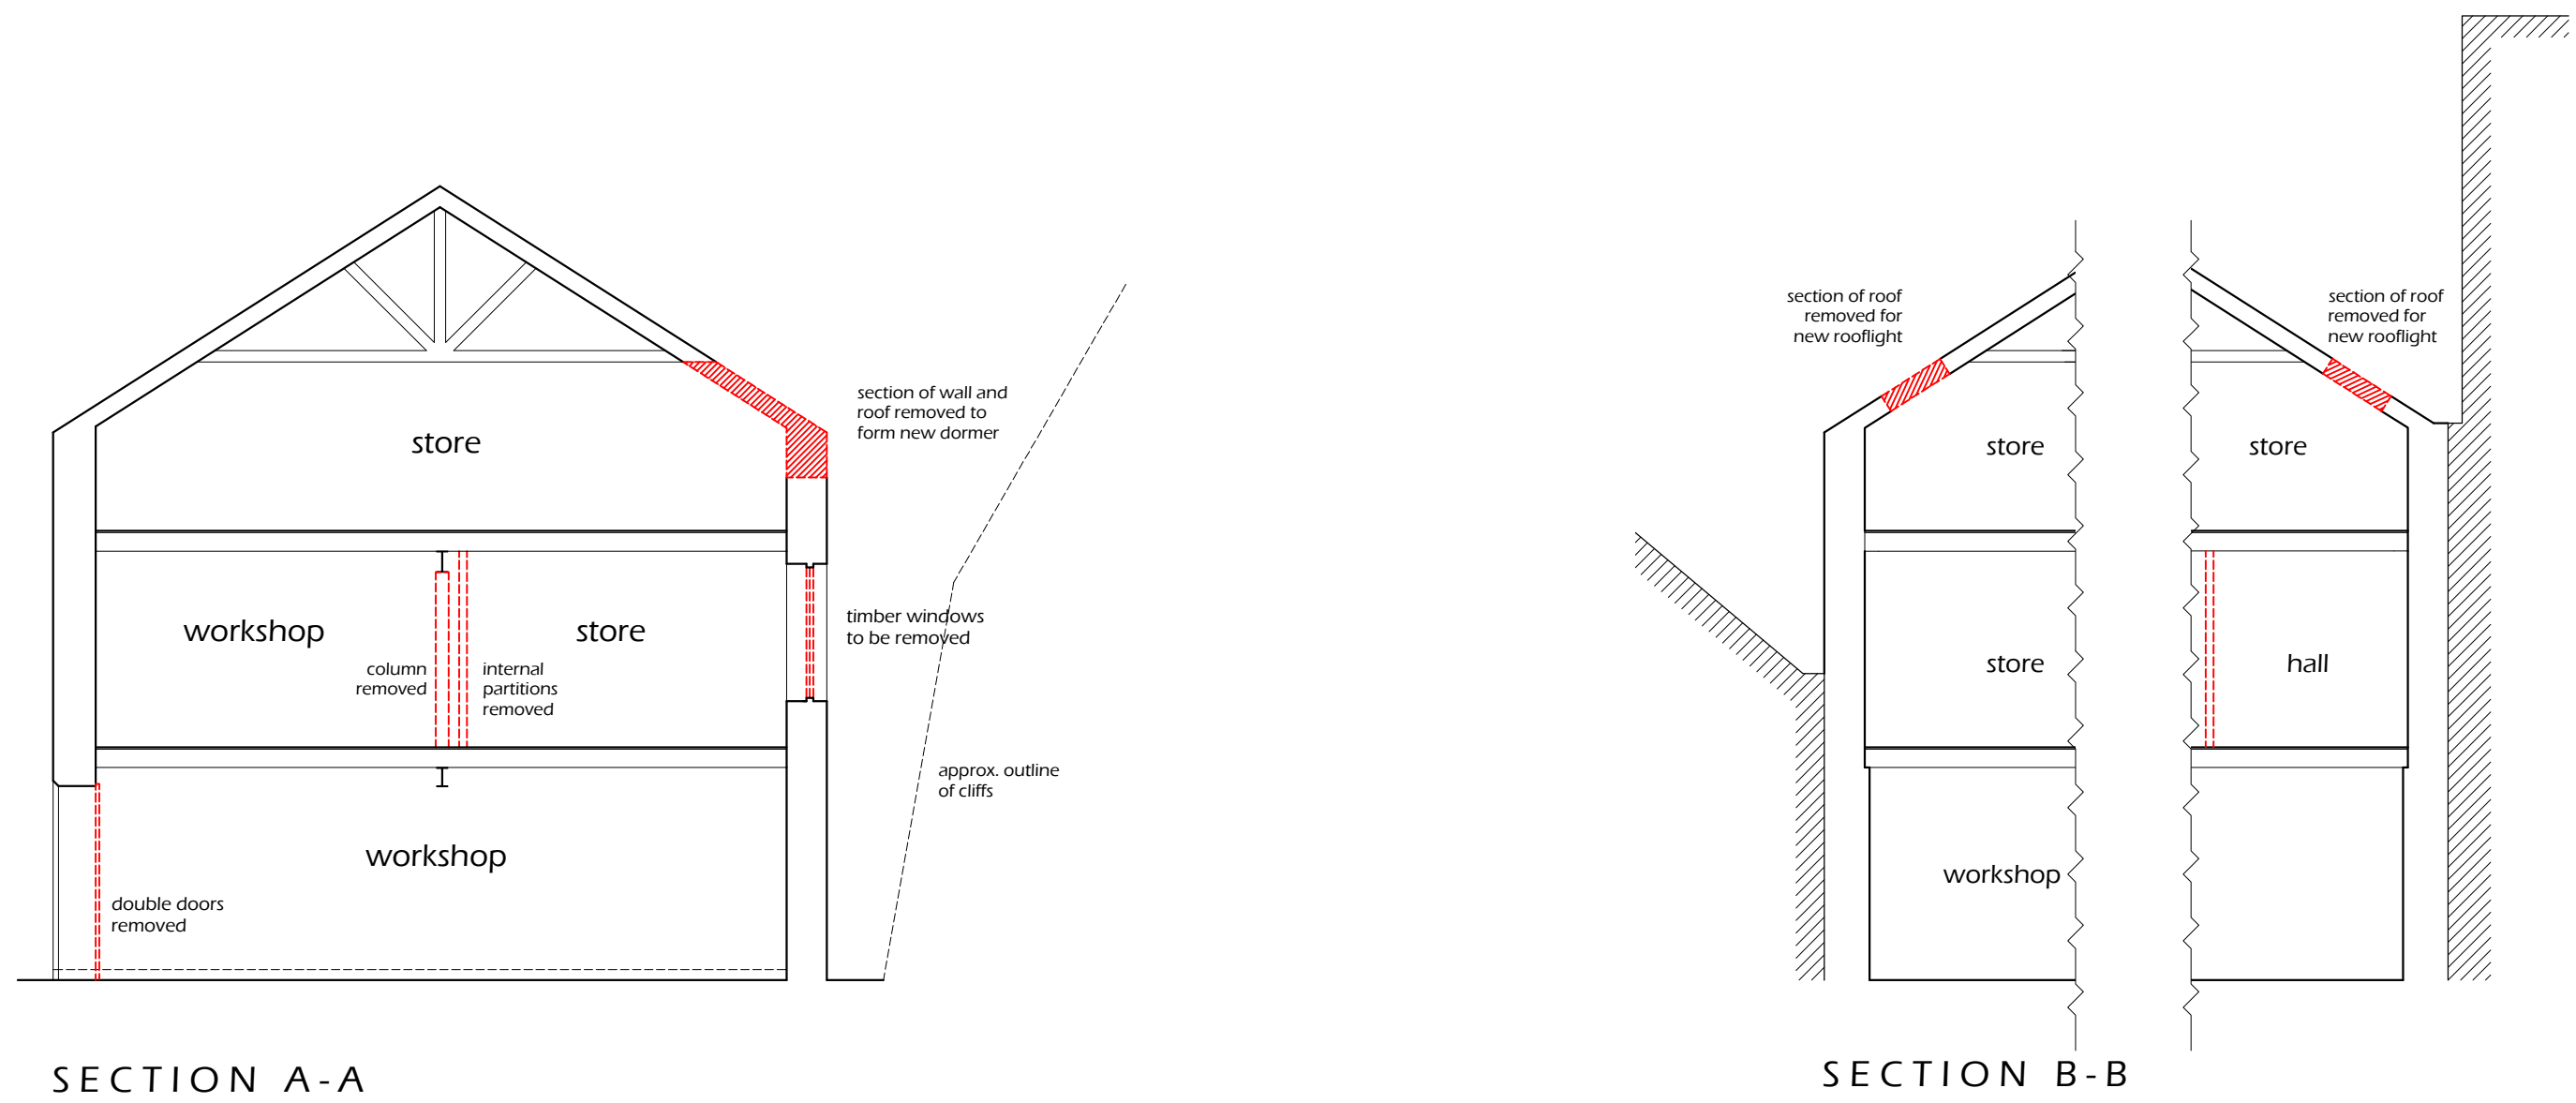 section of wall and
roof removed to
form new dormer
store
workshop
store
column
removed
internal
partitions
removed
timber windows
to be removed
approx. outline
of cliffs
workshop
double doors
removed
SECTION A-A
section of roof
removed for
new rooflight
section of roof
removed for
new rooflight
store
store
store
hall
workshop
SECTION B-B